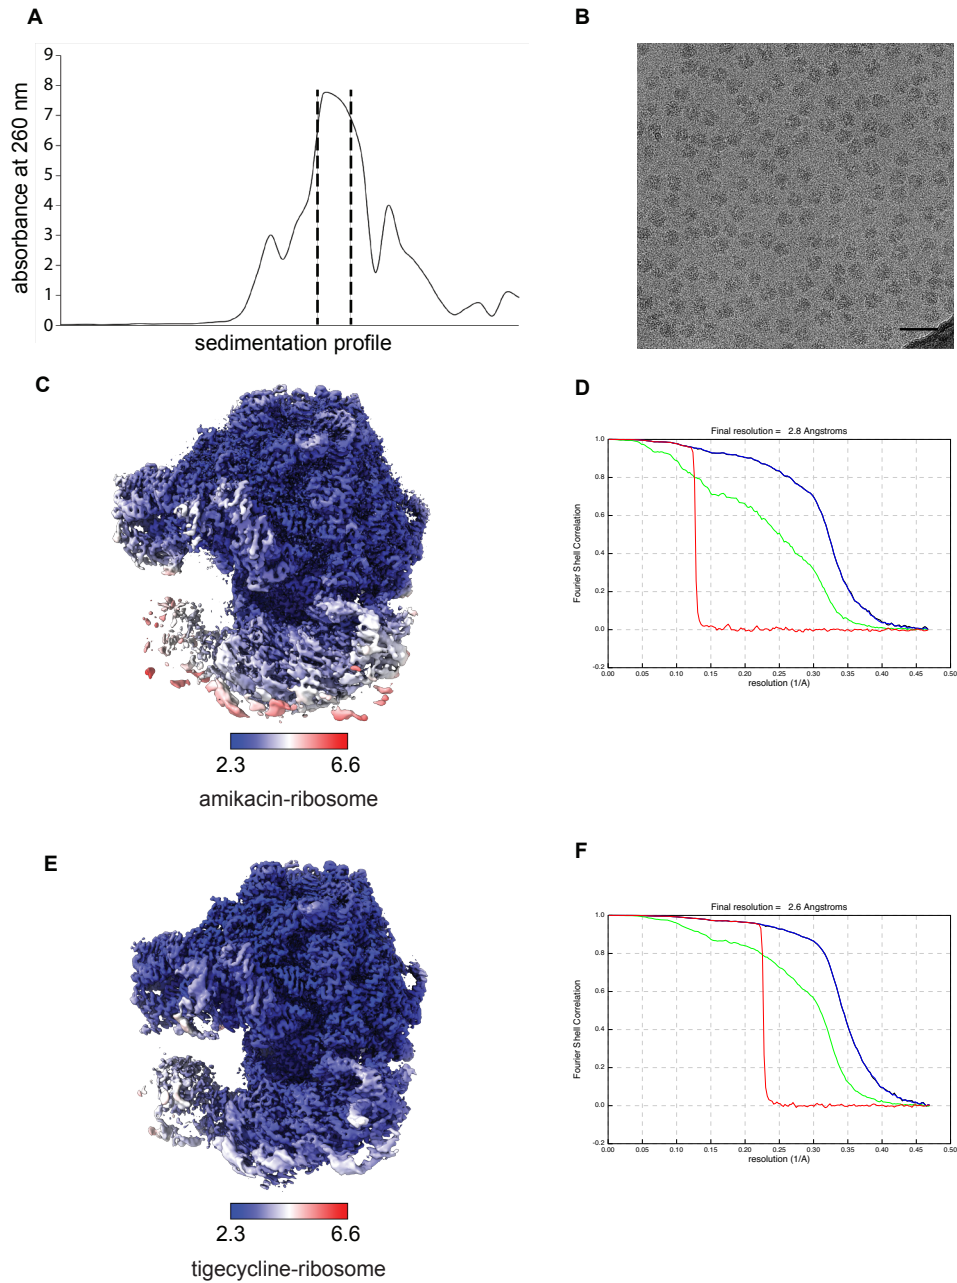 A
absorbance at 260 nm
9
8
7
6
5
4
3
2
1
0
sedimentation profile
B
C
2.3 6.6
amikacin-ribosome
D
Final resolution = 2.8 Angstroms
Fourier Shell Correlation
1.0
0.8
0.6
0.4
0.2
0.0
-0.2
0.00 0.05 0.10 0.15 0.20 0.25 0.30 0.35 0.40 0.45 0.50
resolution (1/A)
E
2.3 6.6
tigecycline-ribosome
F
Final resolution = 2.6 Angstroms
Fourier Shell Correlation
1.0
0.8
0.6
0.4
0.2
0.0
-0.2
0.00 0.05 0.10 0.15 0.20 0.25 0.30 0.35 0.40 0.45 0.50
resolution (1/A)